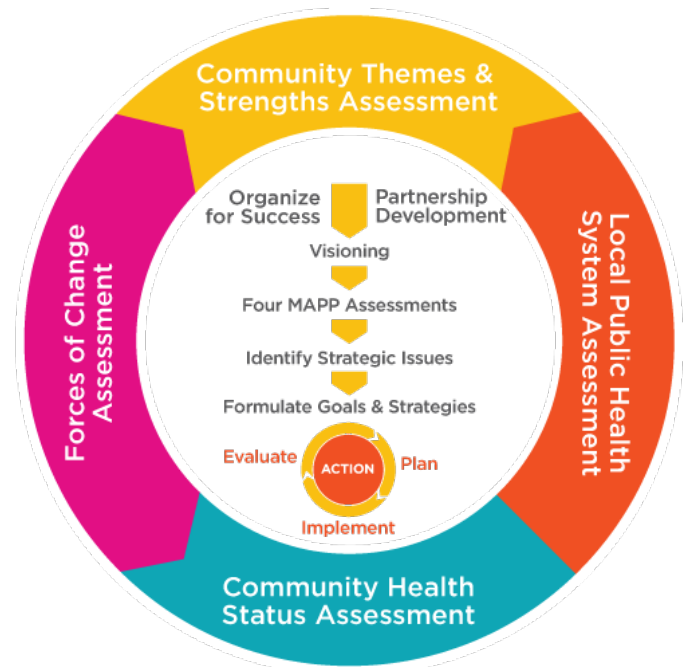 Community Themes &
Strengths Assessment
Organize
for Success
Partnership
Development
Visioning
Four MAPP Assessments
Identify Strategic Issues
Formulate Goals & Strategies
Evaluate
ACTION
Plan
Implement
Forces of Change
Assessment
Local Public Health
System Assessment
Community Health
Status Assessment